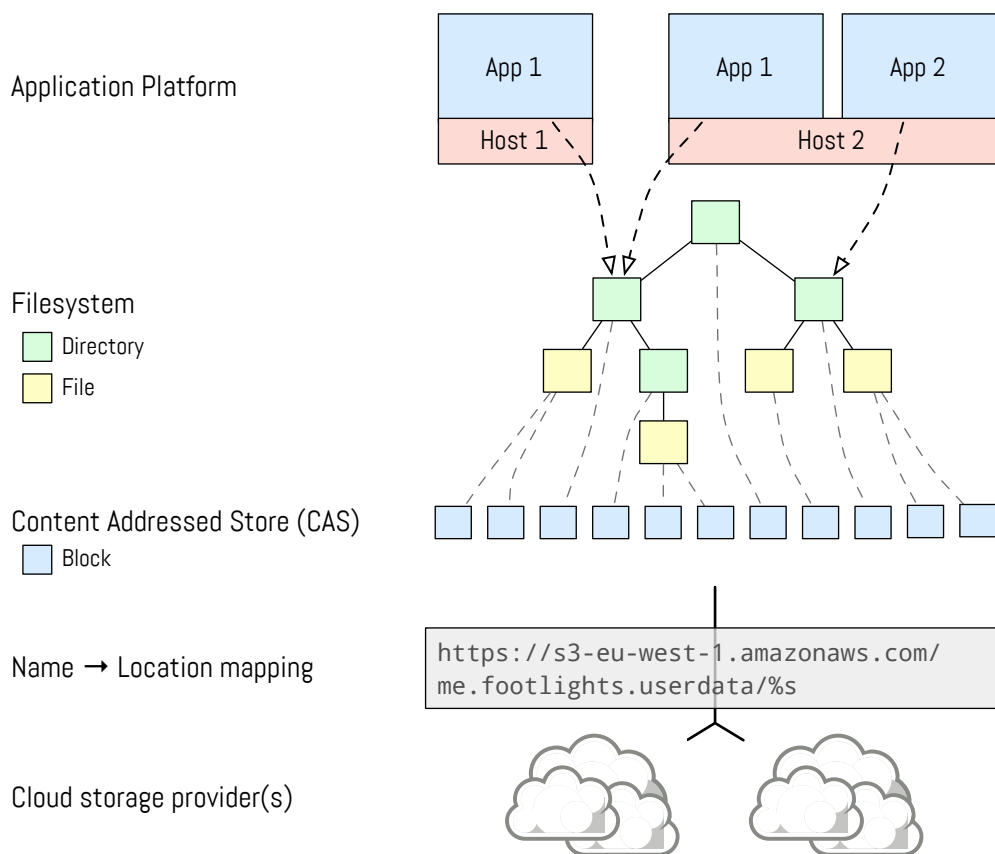 Application Platform
App 1
App 1
App 2
Host 1
Host 2
Filesystem
Directory
File
Content Addressed Store (CAS)
Block
Name → Location mapping
https://s3-eu-west-1.amazonaws.com/
me.footlights.userdata/%s
Cloud storage provider(s)